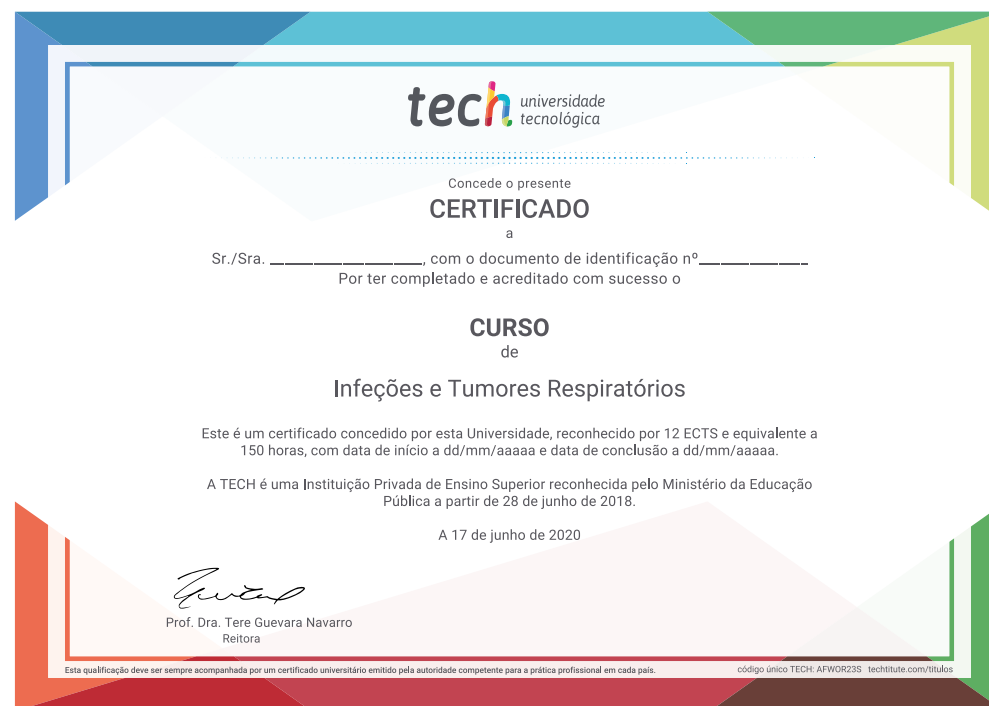 tech universidade
tecnológica
Concede o presente
CERTIFICADO
a
Sr./Sra. ____________________, com o documento de identificação nº______________
Por ter completado e acreditado com sucesso o
CURSO
de
Infeções e Tumores Respiratórios
Este é um certificado concedido por esta Universidade, reconhecido por 12 ECTS e equivalente a
150 horas, com data de início a dd/mm/aaaaa e data de conclusão a dd/mm/aaaaa.
A TECH é uma Instituição Privada de Ensino Superior reconhecida pelo Ministério da Educação
Pública a partir de 28 de junho de 2018.
A 17 de junho de 2020
Prof. Dra. Tere Guevara Navarro
Reitora
Esta qualificação deve ser sempre acompanhada por um certificado universitário emitido pela autoridade competente para a prática profissional em cada país.
código único TECH: AFWOR23S techtitute.com/titulos